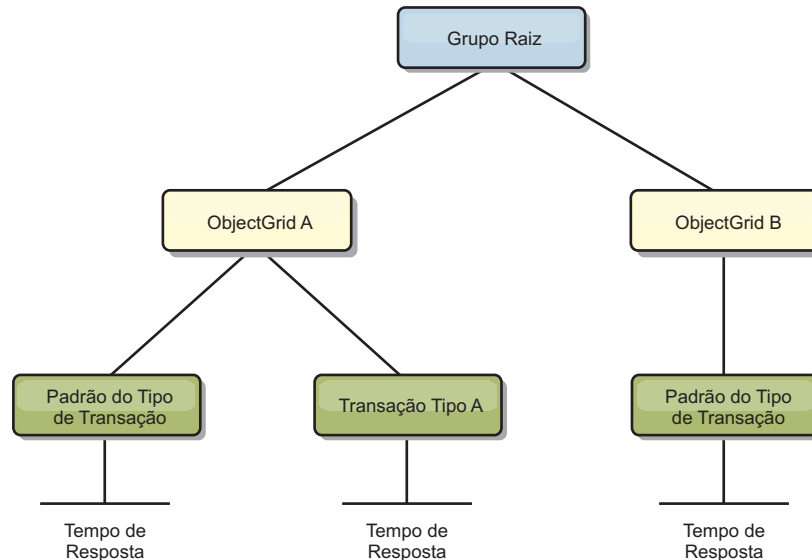 Grupo Raiz
ObjectGrid A
ObjectGrid B
Padrão do Tipo
de Transação
Transação Tipo A
Padrão do Tipo
de Transação
Tempo de
Resposta
Tempo de
Resposta
Tempo de
Resposta